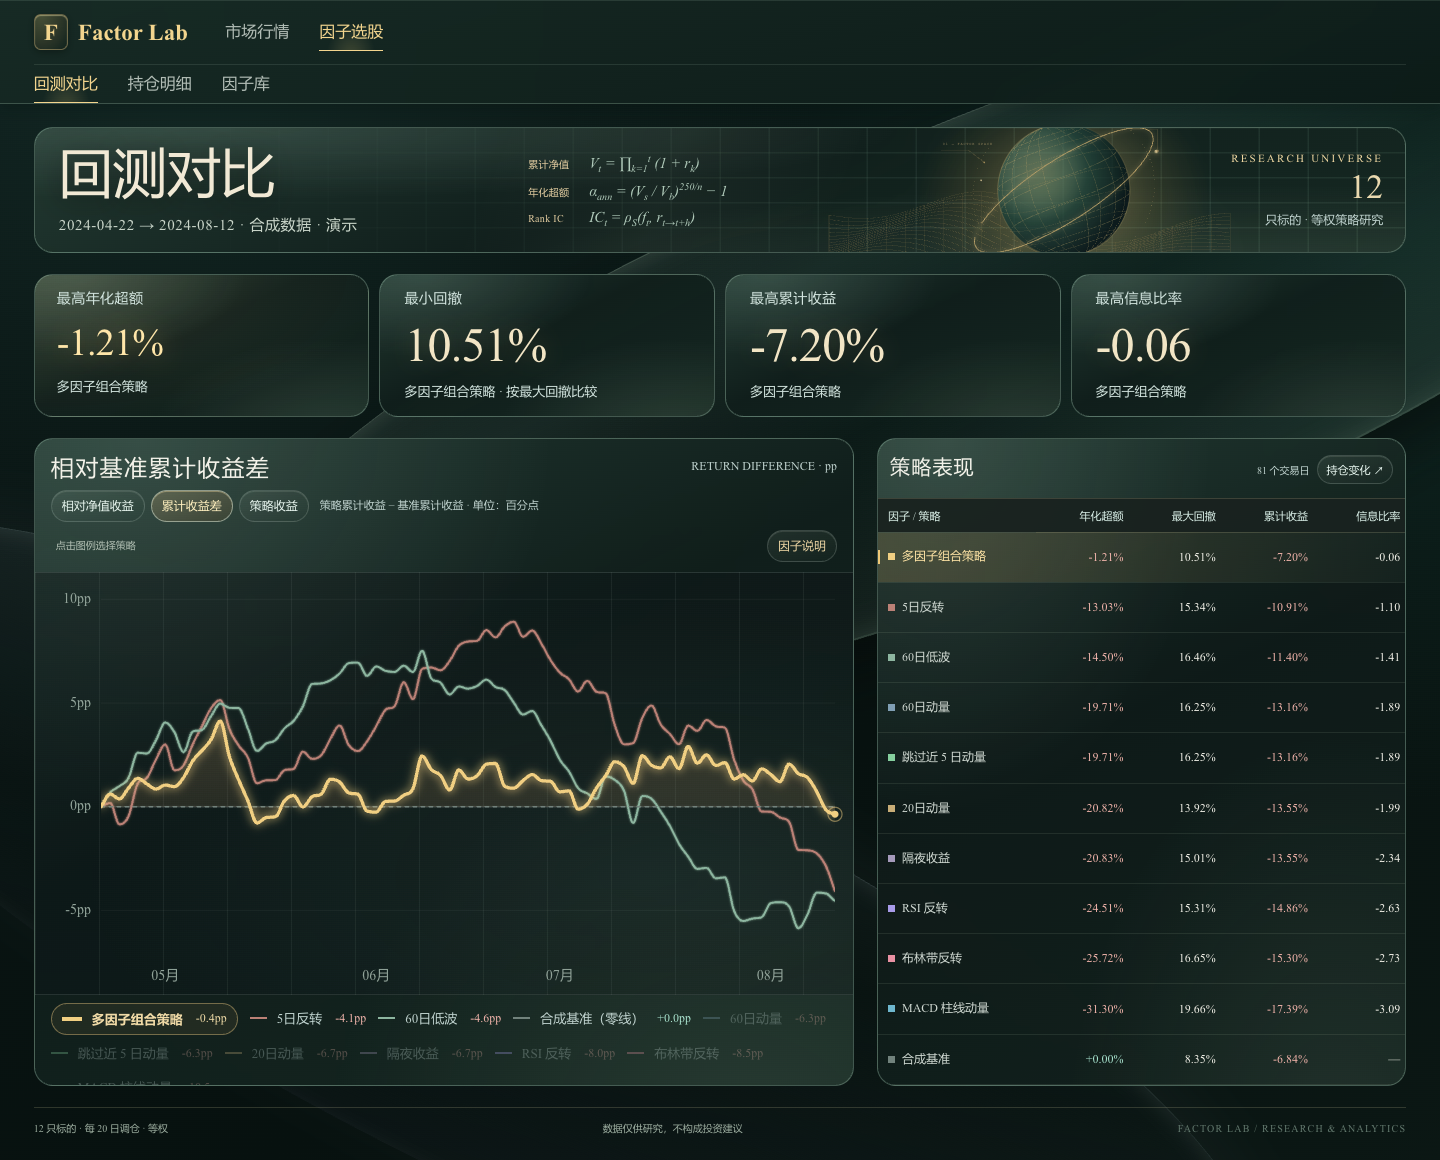 F Factor Lab 市场行情 因子选股
回测对比 持仓明细 因子库
回测对比
2024-04-22 → 2024-08-12 · 合成数据 · 演示
累计净值 V_t = ∏_{k=1}^t (1 + r_k)
年化超额 α_ann = (V_s / V_b)^{250/n} − 1
Rank IC IC_t = ρ_S(f_t, r_{t→t+h})
RESEARCH UNIVERSE
12
只标的 · 等权策略研究
最高年化超额
-1.21%
多因子组合策略
最小回撤
10.51%
多因子组合策略 · 按最大回撤比较
最高累计收益
-7.20%
多因子组合策略
最高信息比率
-0.06
多因子组合策略
相对基准累计收益差
RETURN DIFFERENCE · pp
相对净值收益 累计收益差 策略收益 策略累计收益 − 基准累计收益 · 单位：百分点
点击图例选择策略 因子说明
10pp
5pp
0pp
-5pp
05月 06月 07月 08月
多因子组合策略 -0.4pp 5日反转 -4.1pp 60日低波 -4.6pp 合成基准（零线） +0.0pp 60日动量 -6.3pp
跳过近 5 日动量 -6.3pp 20日动量 -6.7pp 隔夜收益 -6.7pp RSI 反转 -8.0pp 布林带反转 -8.5pp
策略表现
81 个交易日 持仓变化 ↗
因子 / 策略 年化超额 最大回撤 累计收益 信息比率
多因子组合策略 -1.21% 10.51% -7.20% -0.06
5日反转 -13.03% 15.34% -10.91% -1.10
60日低波 -14.50% 16.46% -11.40% -1.41
60日动量 -19.71% 16.25% -13.16% -1.89
跳过近 5 日动量 -19.71% 16.25% -13.16% -1.89
20日动量 -20.82% 13.92% -13.55% -1.99
隔夜收益 -20.83% 15.01% -13.55% -2.34
RSI 反转 -24.51% 15.31% -14.86% -2.63
布林带反转 -25.72% 16.65% -15.30% -2.73
MACD 柱线动量 -31.30% 19.66% -17.39% -3.09
合成基准 +0.00% 8.35% -6.84% —
12 只标的 · 每 20 日调仓 · 等权
数据仅供研究，不构成投资建议
FACTOR LAB / RESEARCH & ANALYTICS